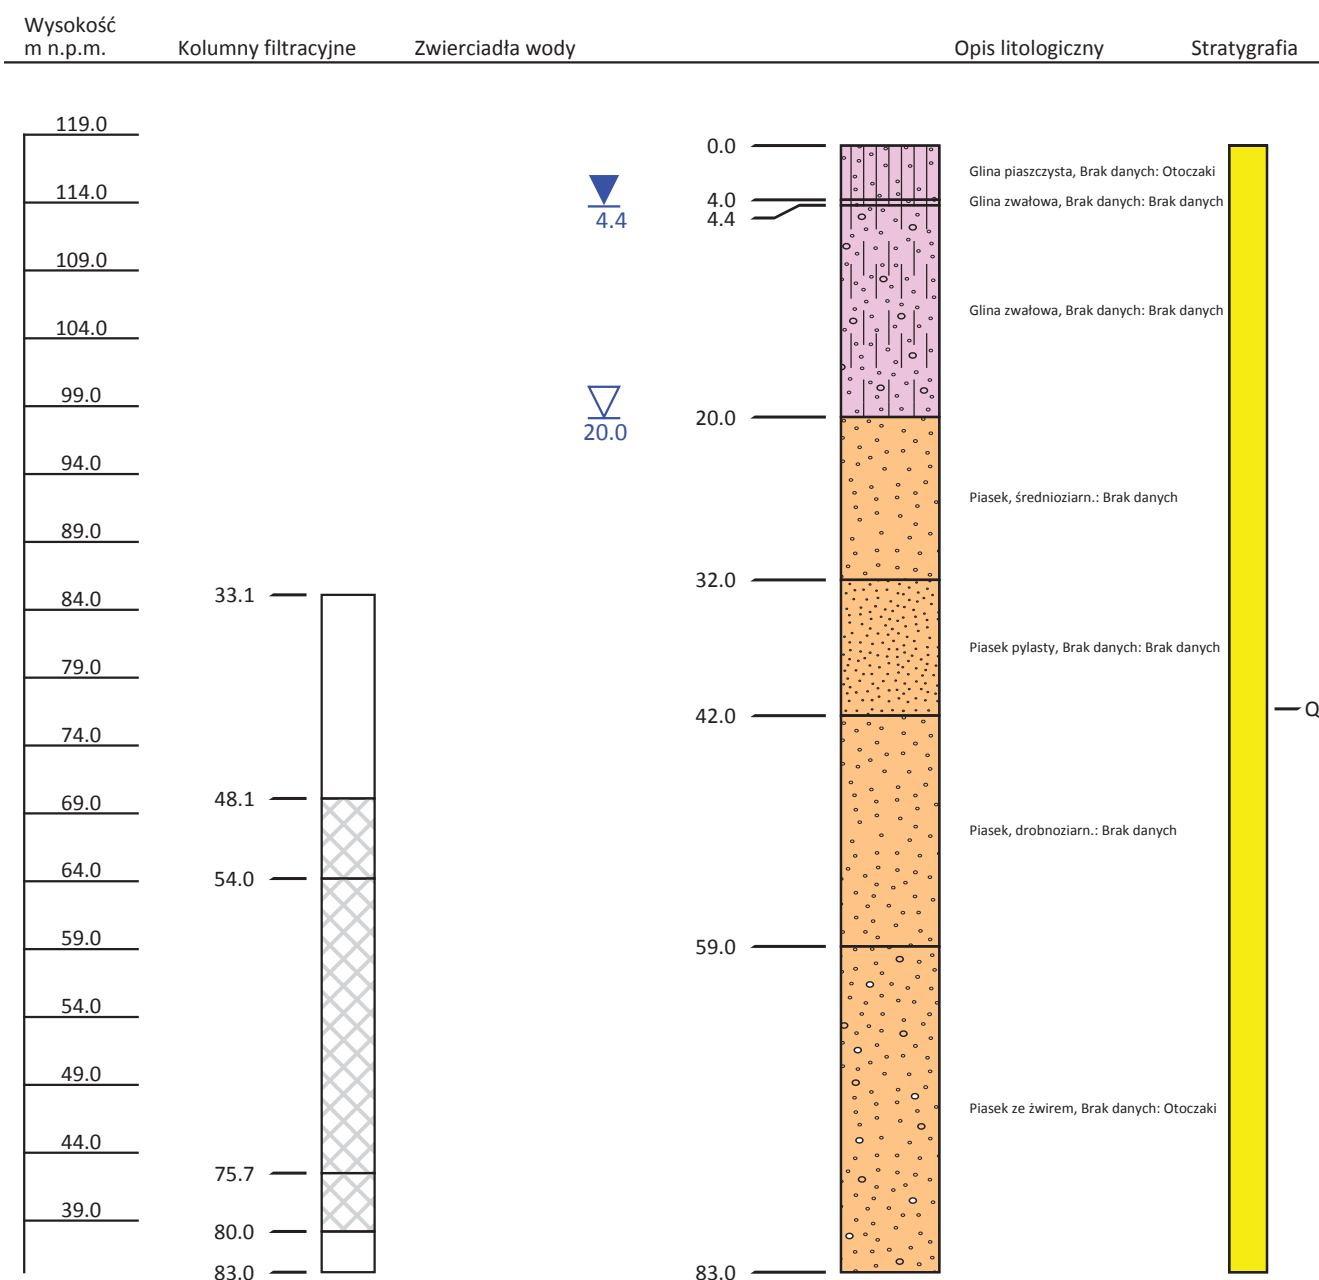 Wysokość
m n.p.m.
Kolumny filtracyjne
Zwierciadła wody
Opis litologiczny
Stratygrafia
119.0
114.0
109.0
104.0
99.0
94.0
89.0
84.0
79.0
74.0
69.0
64.0
59.0
54.0
49.0
44.0
39.0
33.1
48.1
54.0
75.7
80.0
83.0
4.4
20.0
0.0
4.0
4.4
20.0
32.0
42.0
59.0
83.0
Glina piaszczysta, Brak danych: Otoczaki
Glina zwałowa, Brak danych: Brak danych
Glina zwałowa, Brak danych: Brak danych
Piasek, średnioziarn.: Brak danych
Piasek pylasty, Brak danych: Brak danych
Piasek, drobnoziarn.: Brak danych
Piasek ze żwirem, Brak danych: Otoczaki
Q